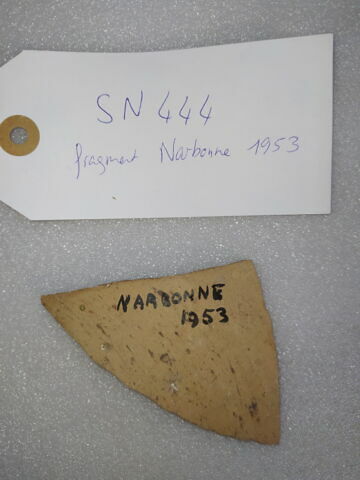 SN 444
fragment Narbonne 1953
NARBONNE
1953